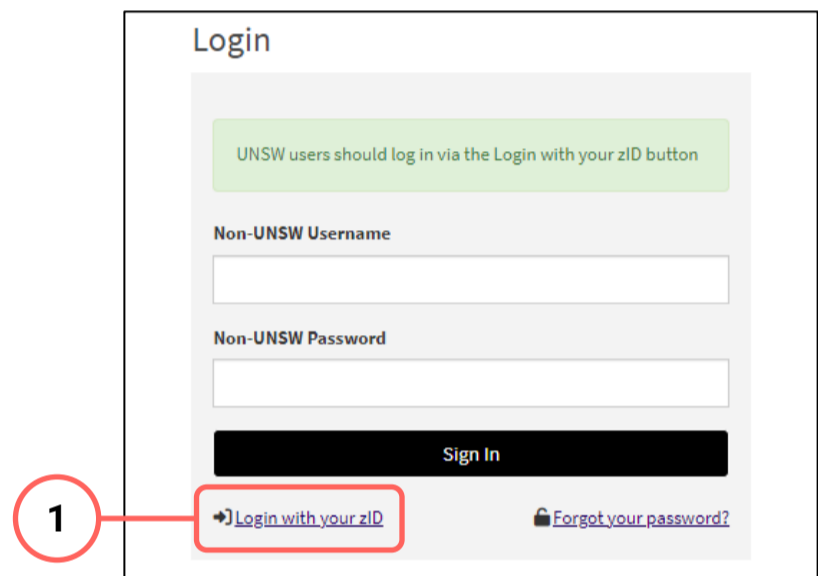 Login
UNSW users should log in via the Login with your zID button
Non-UNSW Username
Non-UNSW Password
Sign In
1
Login with your zID
Forgot your password?